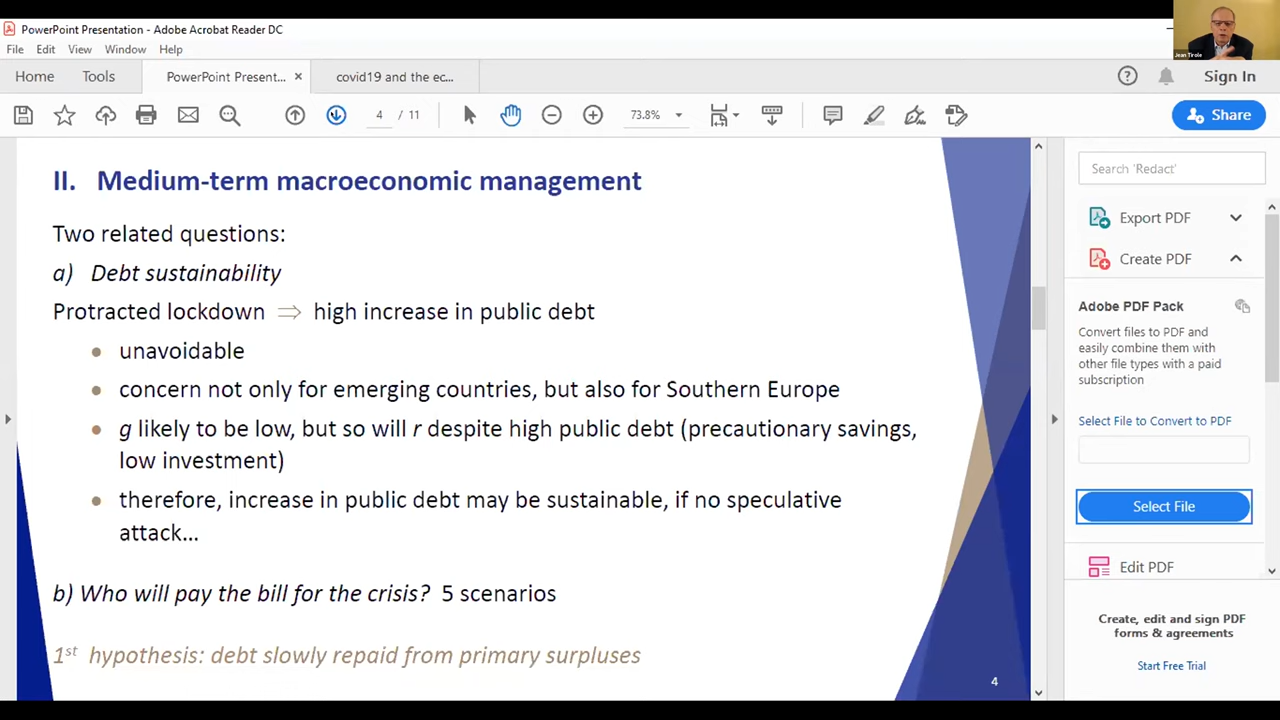 PowerPoint Presentation - Adobe Acrobat Reader DC
File Edit View Window Help
Jean Tirole
Home Tools PowerPoint Present... × covid19 and the ec... Sign In
4 / 11 73.8% Share
II. Medium-term macroeconomic management
Two related questions:
a) Debt sustainability
Protracted lockdown ⇒ high increase in public debt
• unavoidable
• concern not only for emerging countries, but also for Southern Europe
• g likely to be low, but so will r despite high public debt (precautionary savings,
low investment)
• therefore, increase in public debt may be sustainable, if no speculative
attack...
b) Who will pay the bill for the crisis? 5 scenarios
1st hypothesis: debt slowly repaid from primary surpluses
4
Search 'Redact'
Export PDF
Create PDF
Adobe PDF Pack
Convert files to PDF and
easily combine them with
other file types with a paid
subscription
Select File to Convert to PDF
Select File
Edit PDF
Create, edit and sign PDF
forms & agreements
Start Free Trial